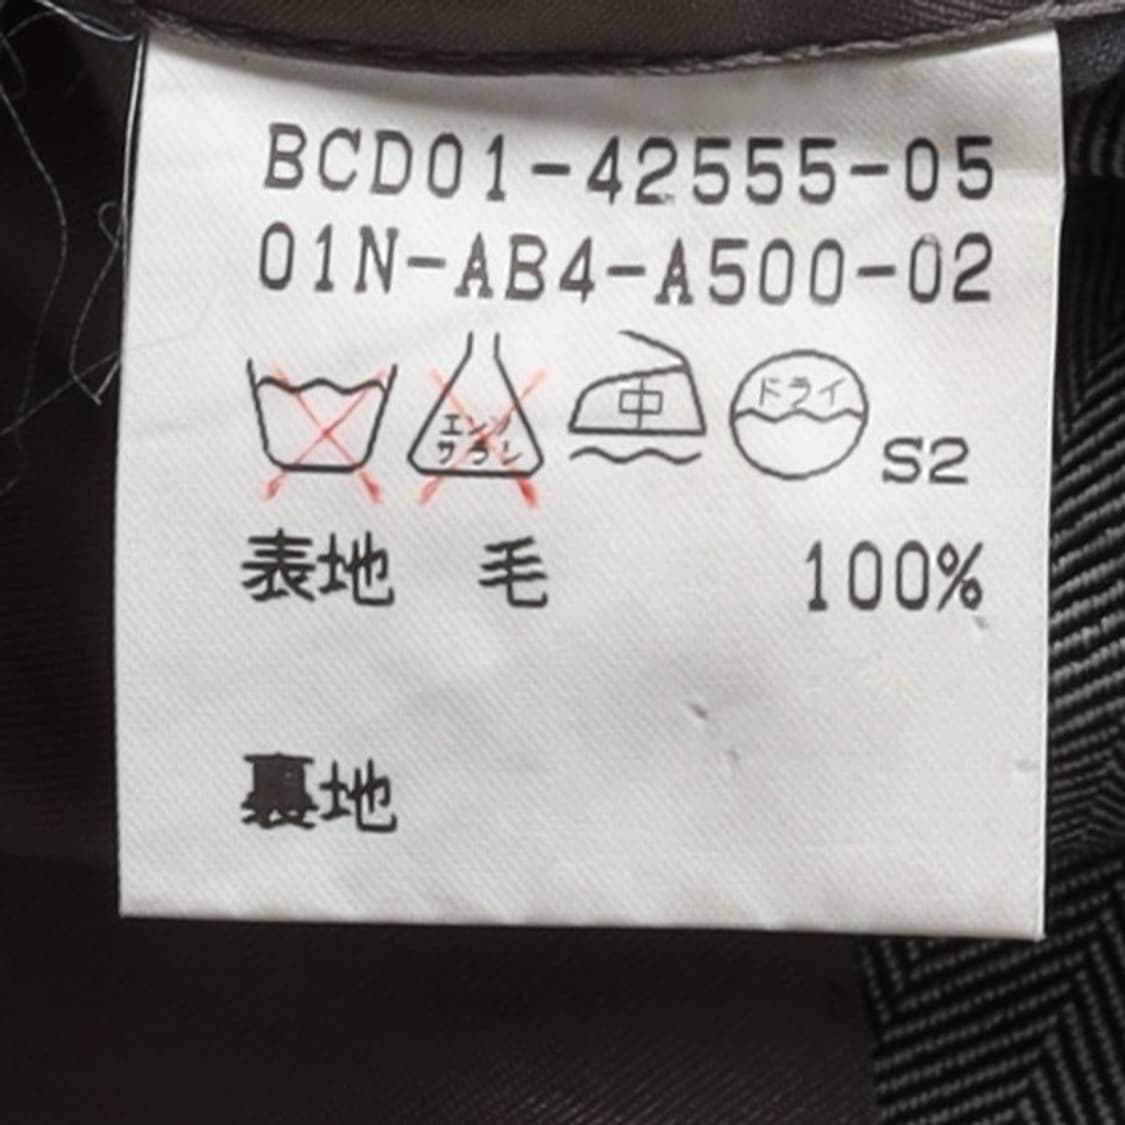 BCD01-42555-05
01N-AB4-A500-02
エンソ
サラシ
中
ドライ
S2
表地 毛 100%
裏地